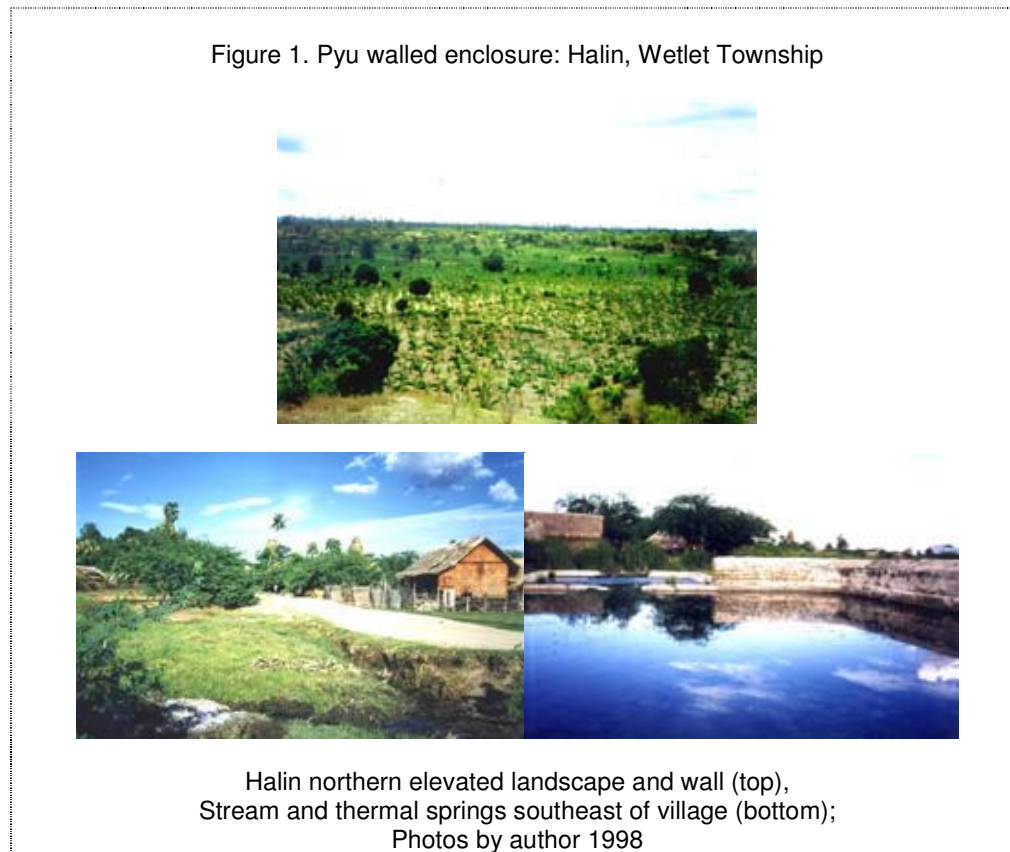 Figure 1. Pyu walled enclosure: Halin, Wetlet Township
Halin northern elevated landscape and wall (top),
Stream and thermal springs southeast of village (bottom);
Photos by author 1998